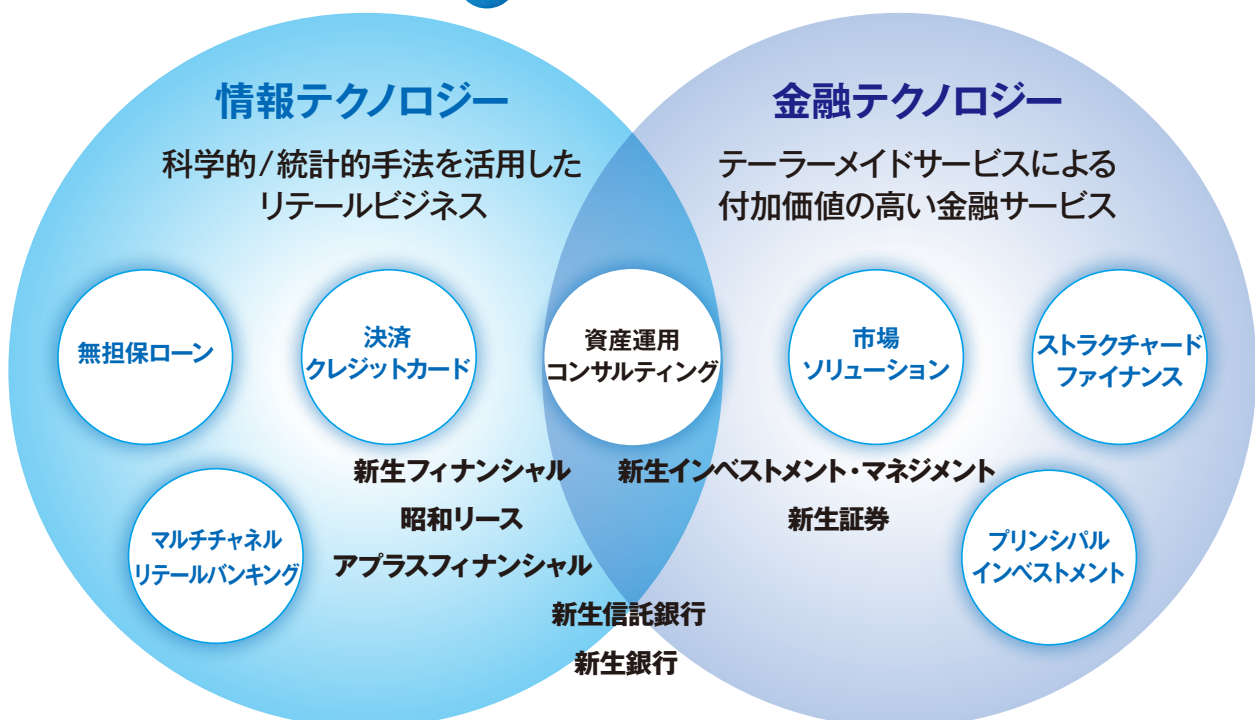 情報テクノロジー
科学的/統計的手法を活用した
リテールビジネス
金融テクノロジー
テーラーメイドサービスによる
付加価値の高い金融サービス
無担保ローン
決済
クレジットカード
資産運用
コンサルティング
市場
ソリューション
ストラクチャード
ファイナンス
マルチチャネル
リテールバンキング
新生フィナンシャル
昭和リース
アプラスフィナンシャル
新生インベストメント・マネジメント
新生証券
プリンシパル
インベストメント
新生信託銀行
新生銀行